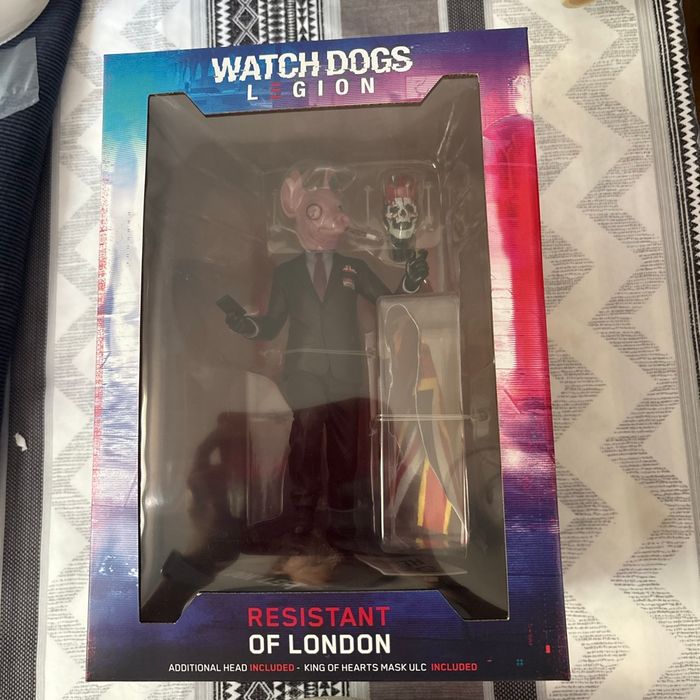 WATCH DOGS
LEGION
RESISTANT
OF LONDON
ADDITIONAL HEAD INCLUDED - KING OF HEARTS MASK ULC INCLUDED